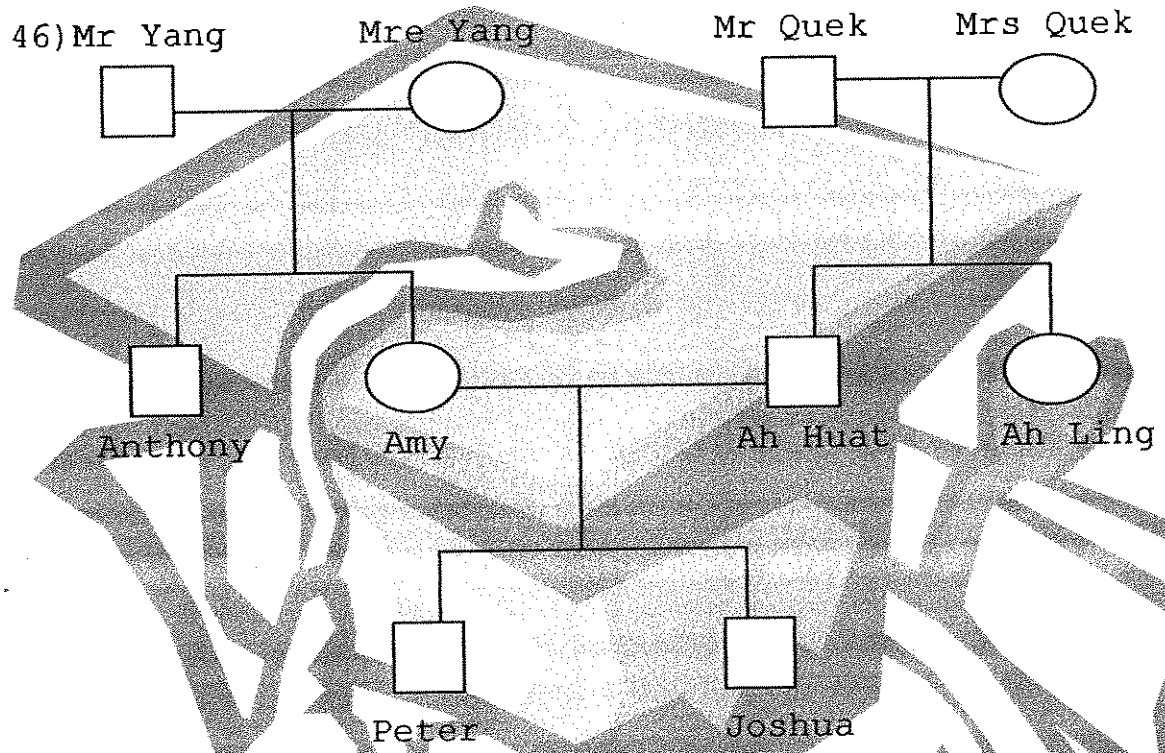 46)Mr Yang Mre Yang Mr Quek Mrs Quek
Anthony Amy Ah Huat Ah Ling
Peter Joshua